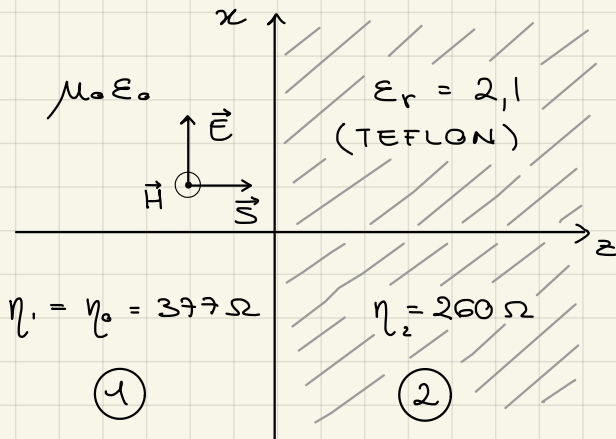 x
μ₀ε₀
εᵣ = 2,1
(TEFLON)
E⃗
H⃗
S⃗
z
η₁ = η₀ = 377 Ω
η₂ = 260 Ω
1
2